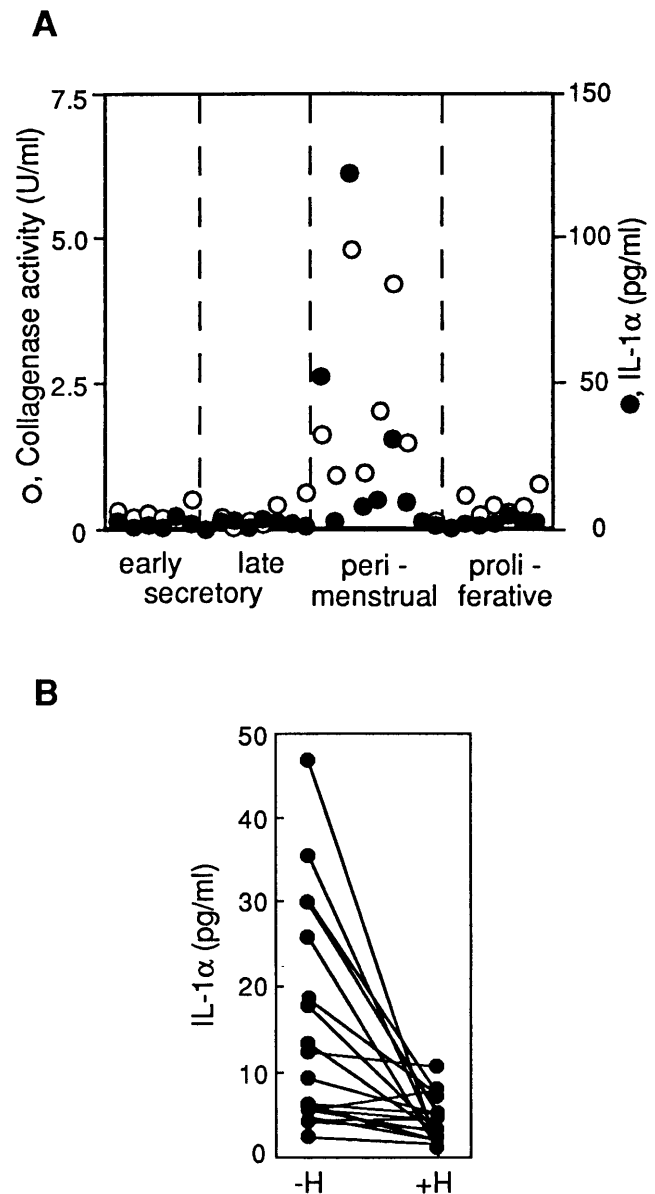 A
7.5
5.0
2.5
0
O, Collagenase activity (U/ml)
150
100
50
0
●, IL-1α (pg/ml)
early late peri - proli -
secretory menstrual ferative
B
50
40
30
20
10
0
IL-1α (pg/ml)
-H +H